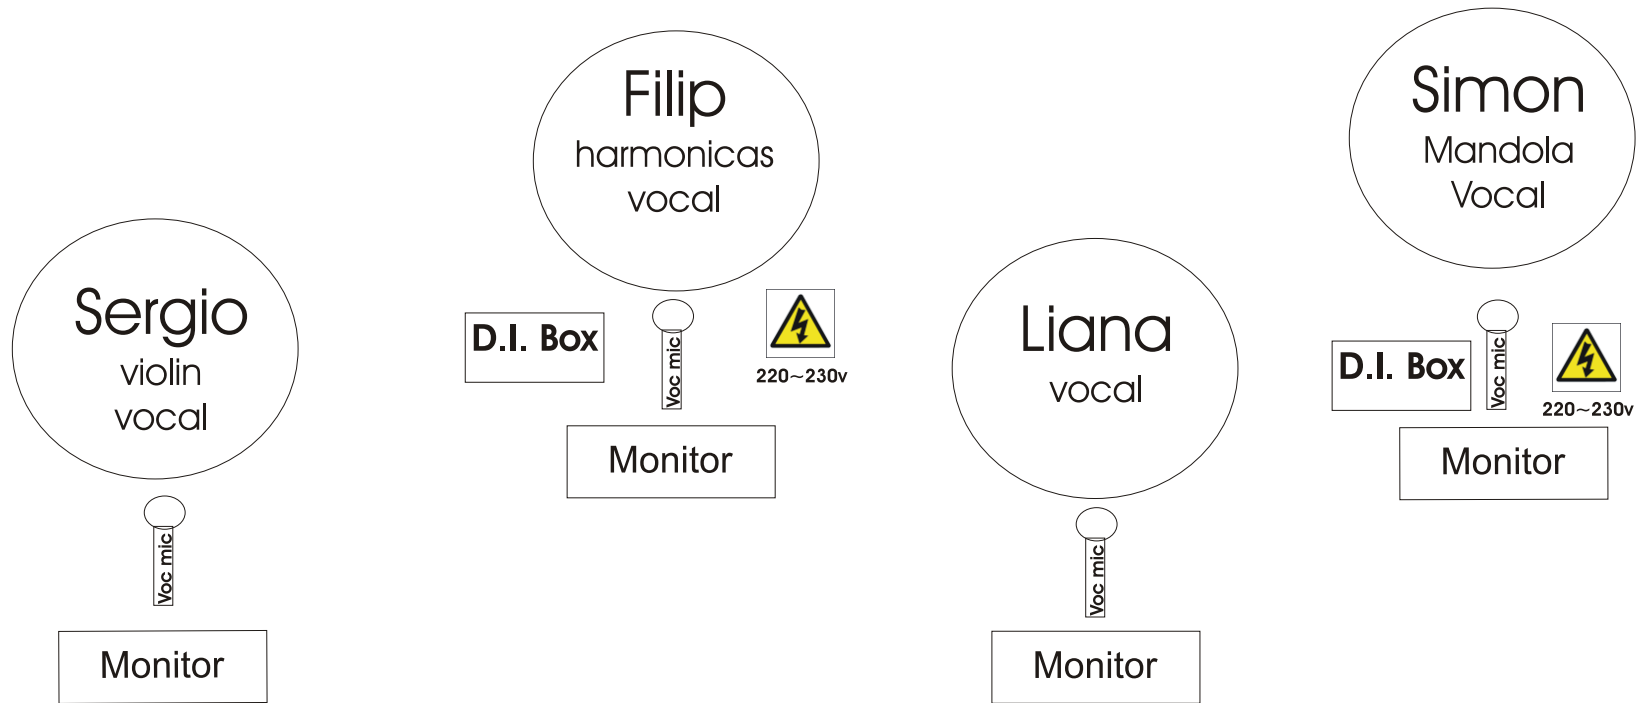 Sergio
violin
vocal
Voc mic
Monitor
Filip
harmonicas
vocal
D.I. Box
Voc mic
220~230v
Monitor
Liana
vocal
Voc mic
Monitor
Simon
Mandola
Vocal
D.I. Box
Voc mic
220~230v
Monitor